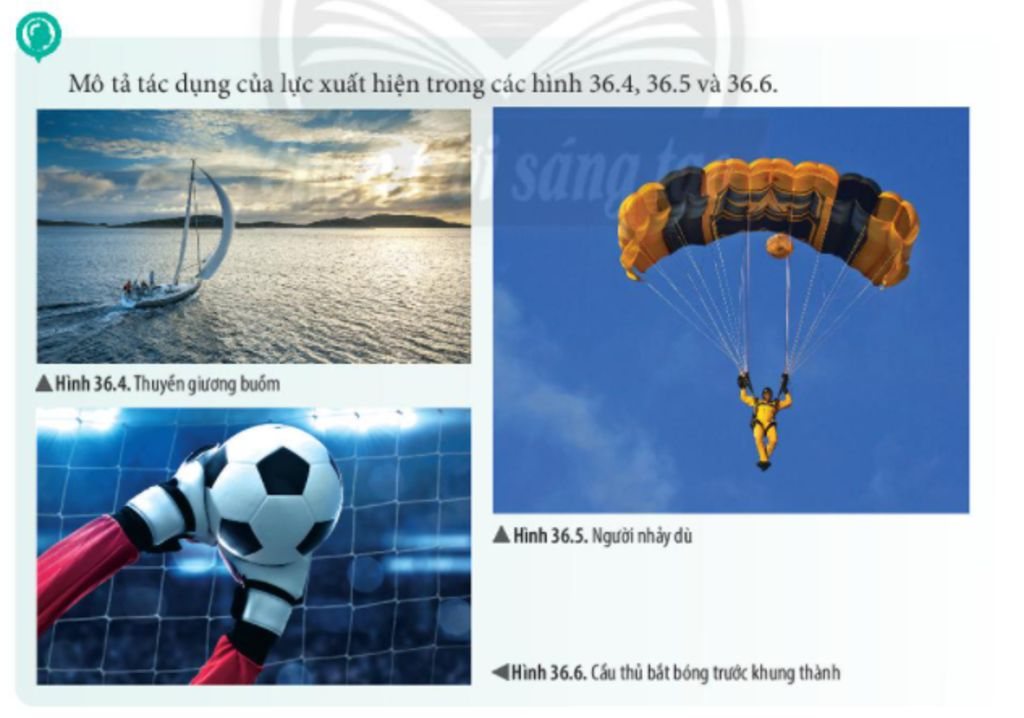 Mô tả tác dụng của lực xuất hiện trong các hình 36.4, 36.5 và 36.6.
sáng tạo
▲Hình 36.4. Thuyền giương buồm
▲Hình 36.5. Người nhảy dù
◀Hình 36.6. Cầu thủ bắt bóng trước khung thành